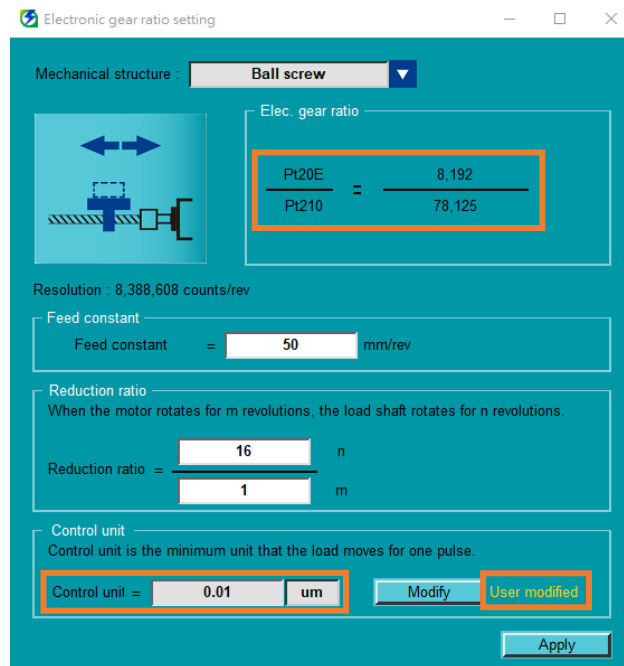 Electronic gear ratio setting
Mechanical structure : Ball screw
Elec. gear ratio
Pt20E = 8,192
Pt210 78,125
Resolution : 8,388,608 counts/rev
Feed constant
Feed constant = 50 mm/rev
Reduction ratio
When the motor rotates for m revolutions, the load shaft rotates for n revolutions.
16 n
Reduction ratio =
1 m
Control unit
Control unit is the minimum unit that the load moves for one pulse.
Control unit = 0.01 um Modify User modified
Apply